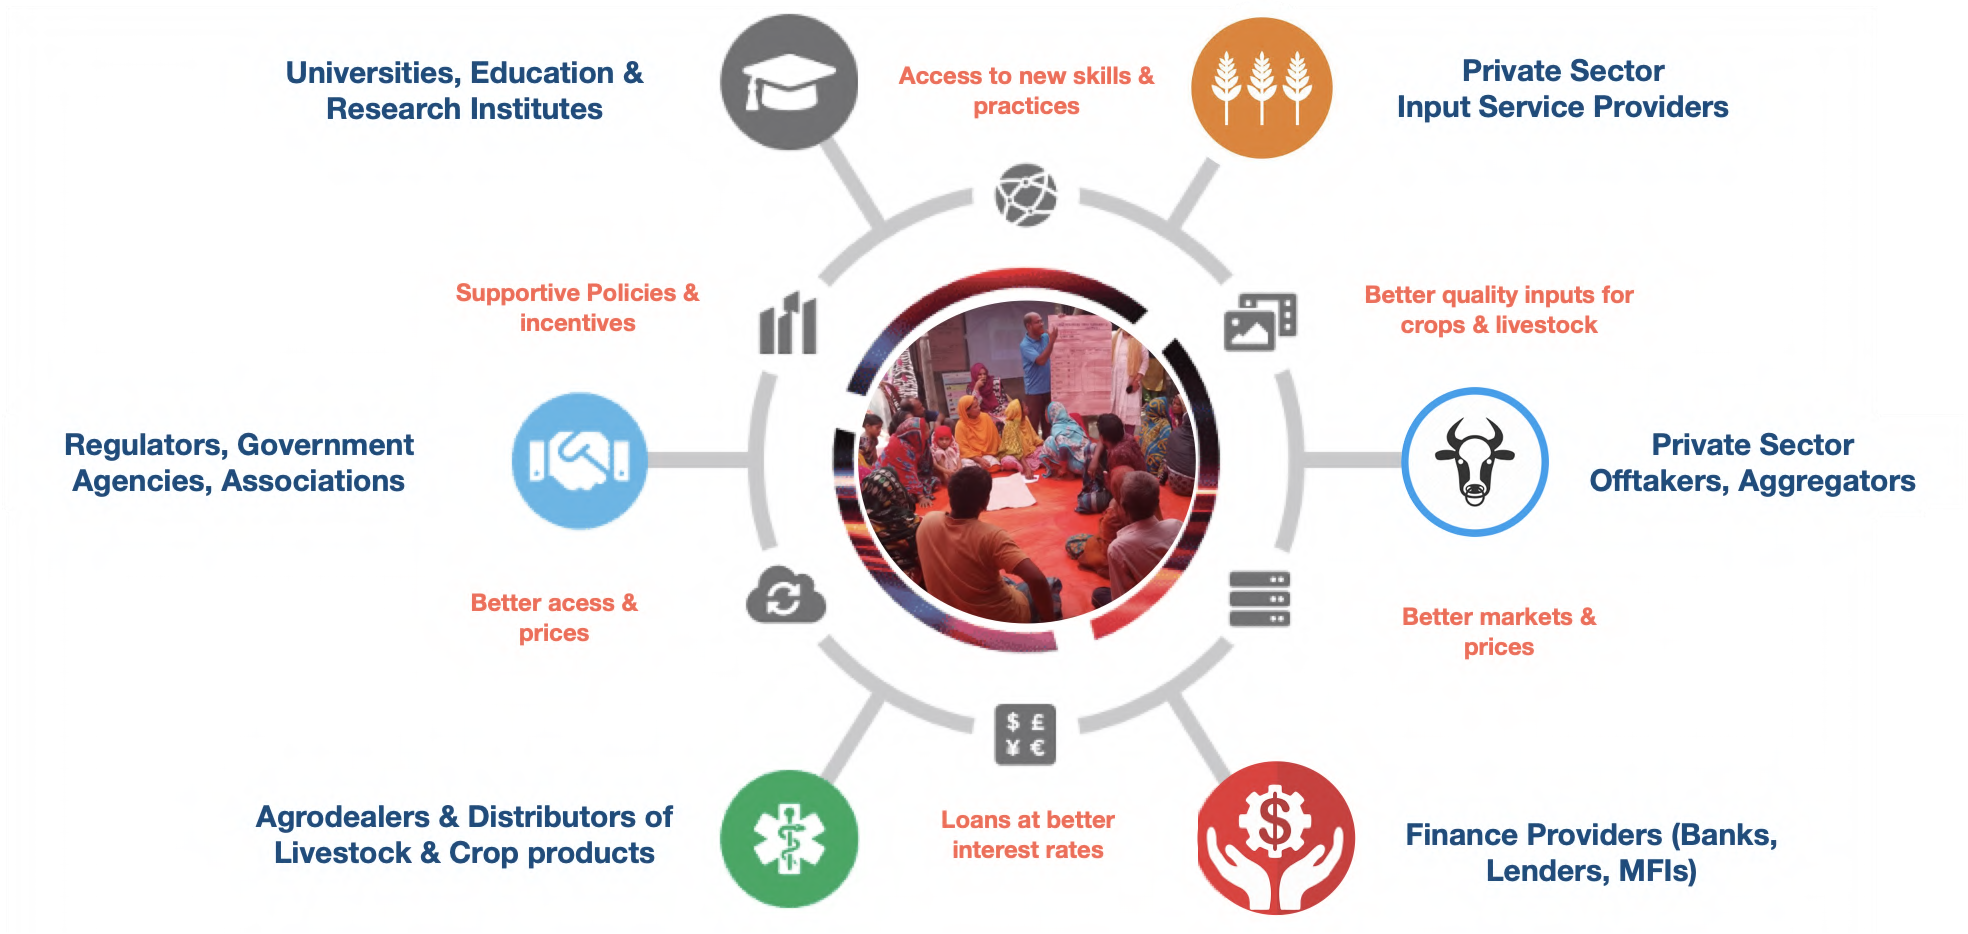 Universities, Education &
Research Institutes
Access to new skills &
practices
Private Sector
Input Service Providers
Supportive Policies &
incentives
Better quality inputs for
crops & livestock
Regulators, Government
Agencies, Associations
Private Sector
Offtakers, Aggregators
Better acess &
prices
Better markets &
prices
$ £
¥ €
Agrodealers & Distributors of
Livestock & Crop products
Loans at better
interest rates
$
Finance Providers (Banks,
Lenders, MFIs)